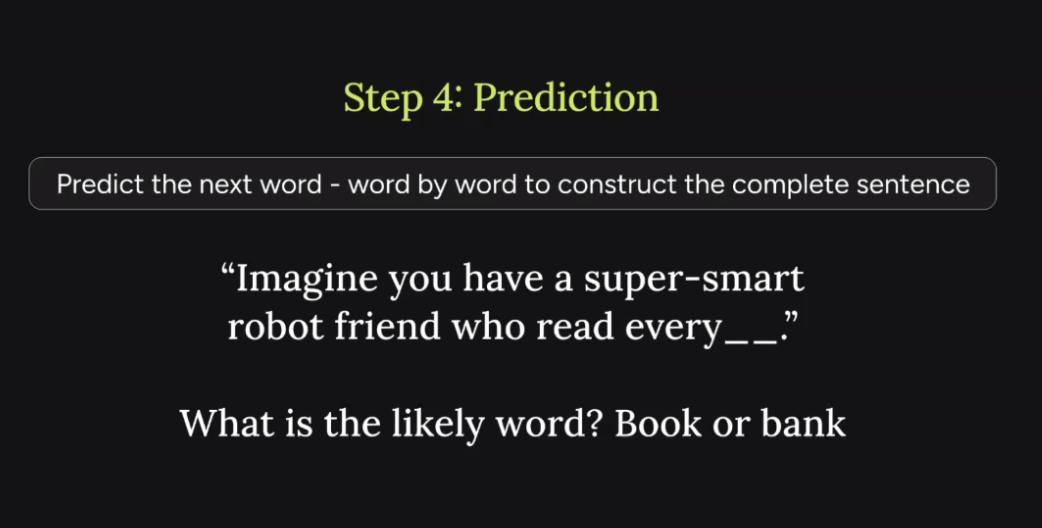 Step 4: Prediction
Predict the next word - word by word to construct the complete sentence
“Imagine you have a super-smart
robot friend who read every__.”
What is the likely word? Book or bank